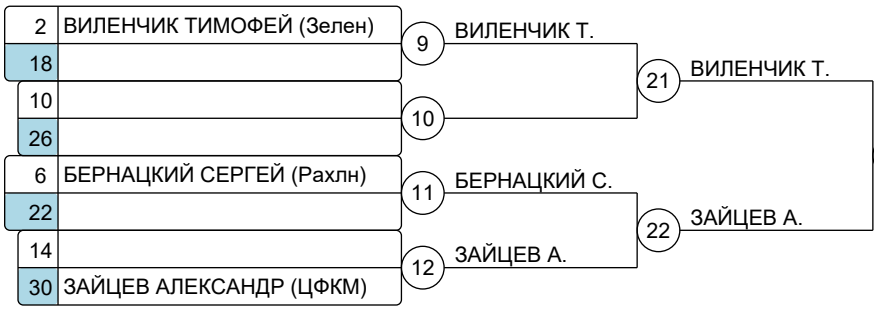 2 ВИЛЕНЧИК ТИМОФЕЙ (Зелен)
9 ВИЛЕНЧИК Т.
18
21 ВИЛЕНЧИК Т.
10
10
26
6 БЕРНАЦКИЙ СЕРГЕЙ (Рахлн)
11 БЕРНАЦКИЙ С.
22
22 ЗАЙЦЕВ А.
14
12 ЗАЙЦЕВ А.
30 ЗАЙЦЕВ АЛЕКСАНДР (ЦФКМ)